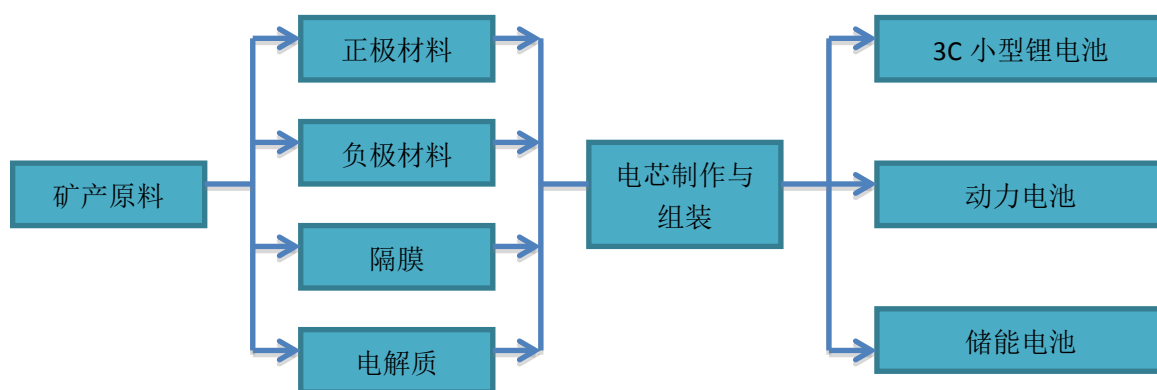 矿产原料
正极材料
负极材料
隔膜
电解质
电芯制作与
组装
3C 小型锂电池
动力电池
储能电池